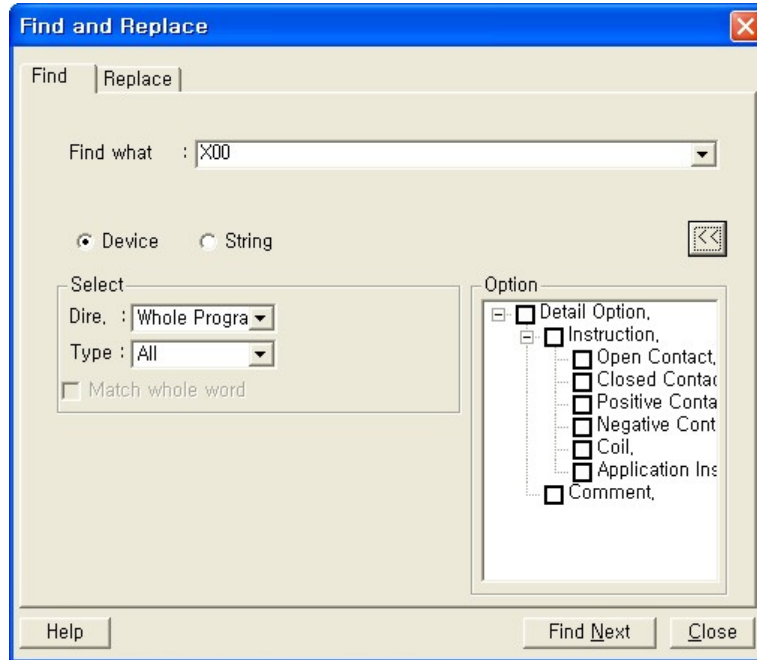 Find and Replace
Find Replace
Find what : X00
Device String <<
Select
Dire, : Whole Progra
Type : All
Match whole word
Option
Detail Option,
Instruction,
Open Contact,
Closed Contac
Positive Conta
Negative Cont
Coil,
Application Ins
Comment,
Help Find Next Close